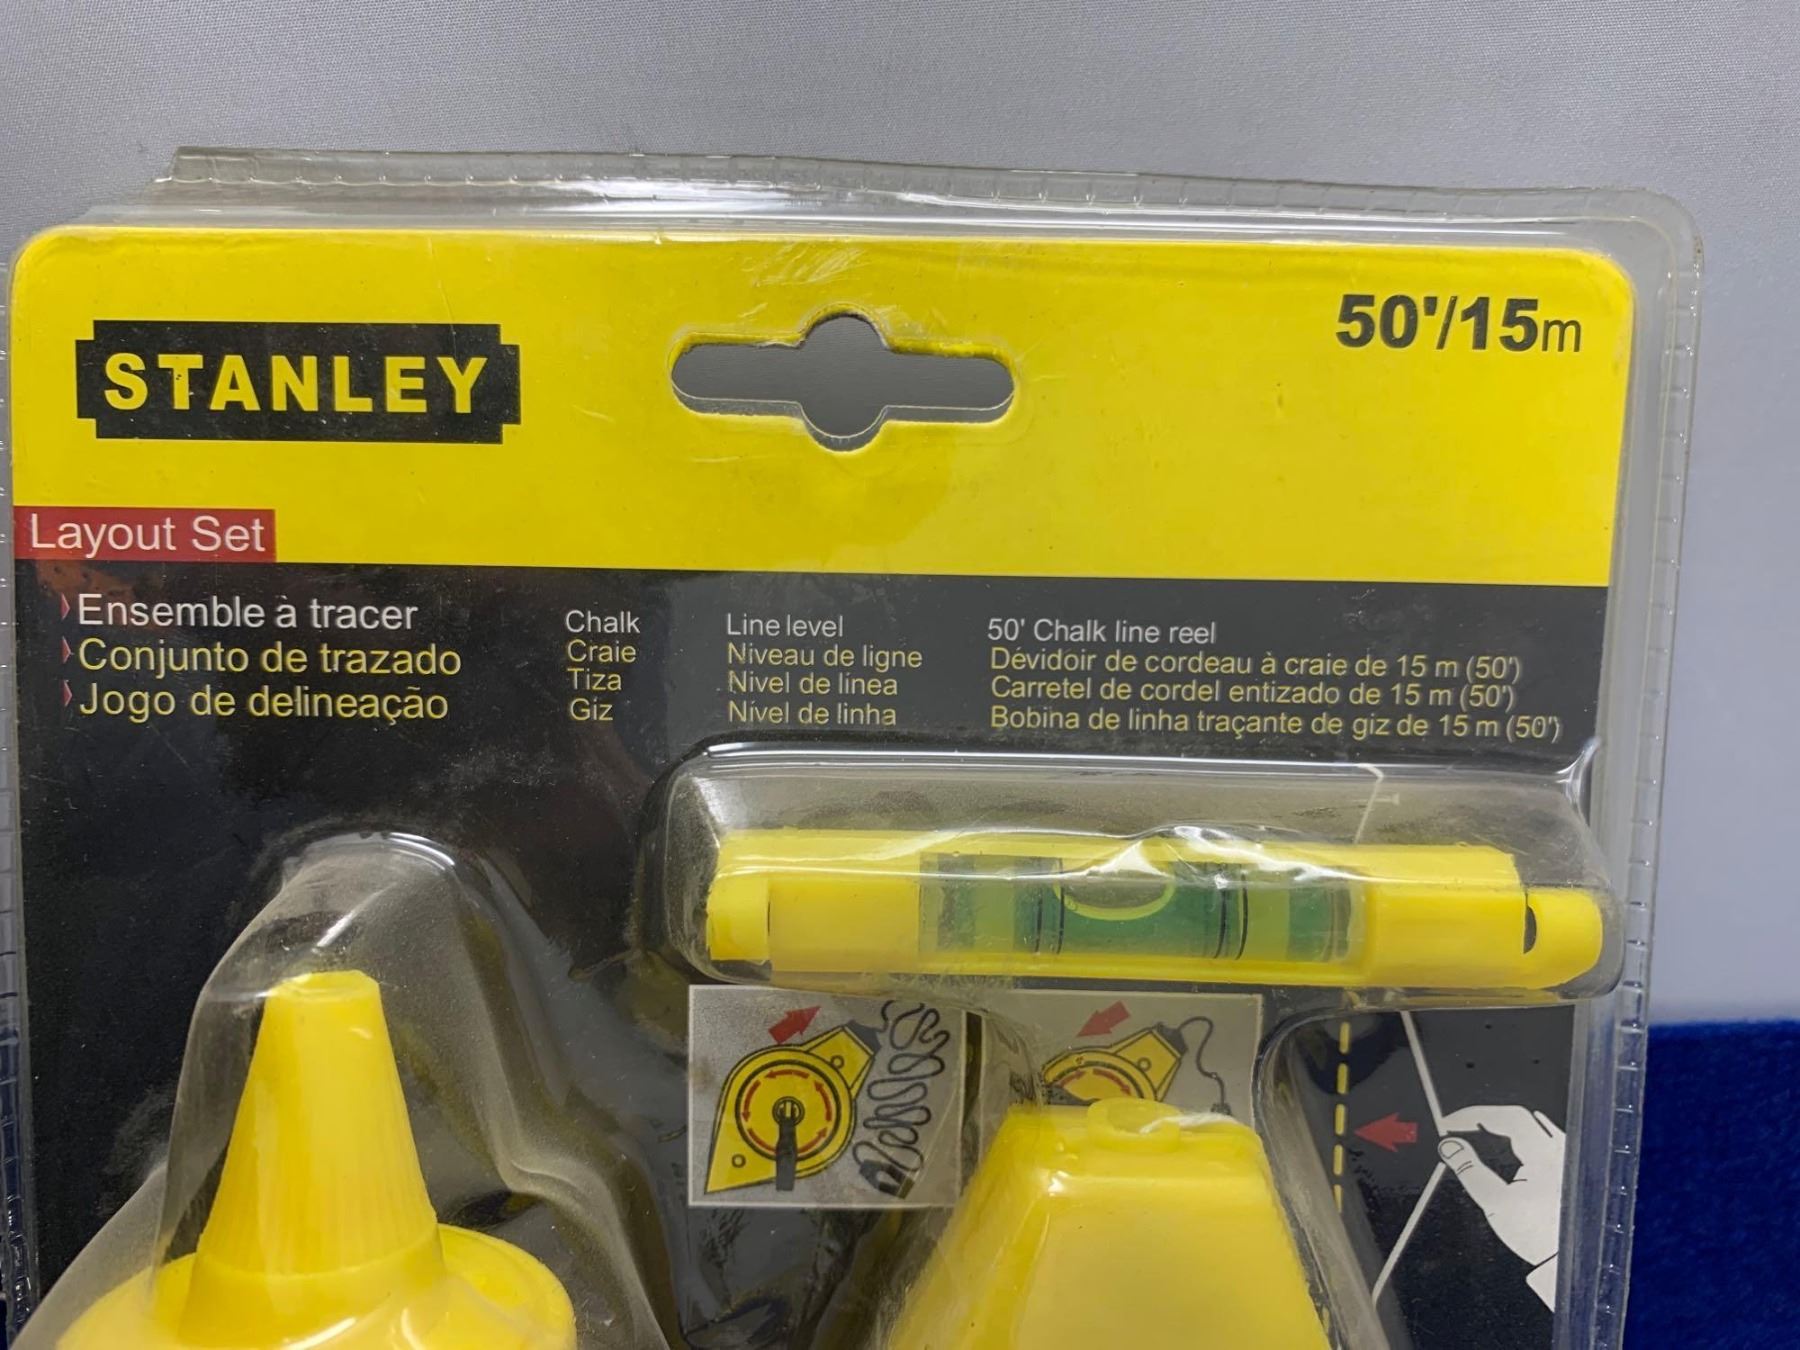 STANLEY
50'/15m
Layout Set
Ensemble à tracer
Conjunto de trazado
Jogo de delineação
Chalk
Craie
Tiza
Giz
Line level
Niveau de ligne
Nivel de línea
Nível de linha
50' Chalk line reel
Dévidoir de cordeau à craie de 15 m (50')
Carretel de cordel entizado de 15 m (50')
Bobina de linha traçante de giz de 15 m (50')